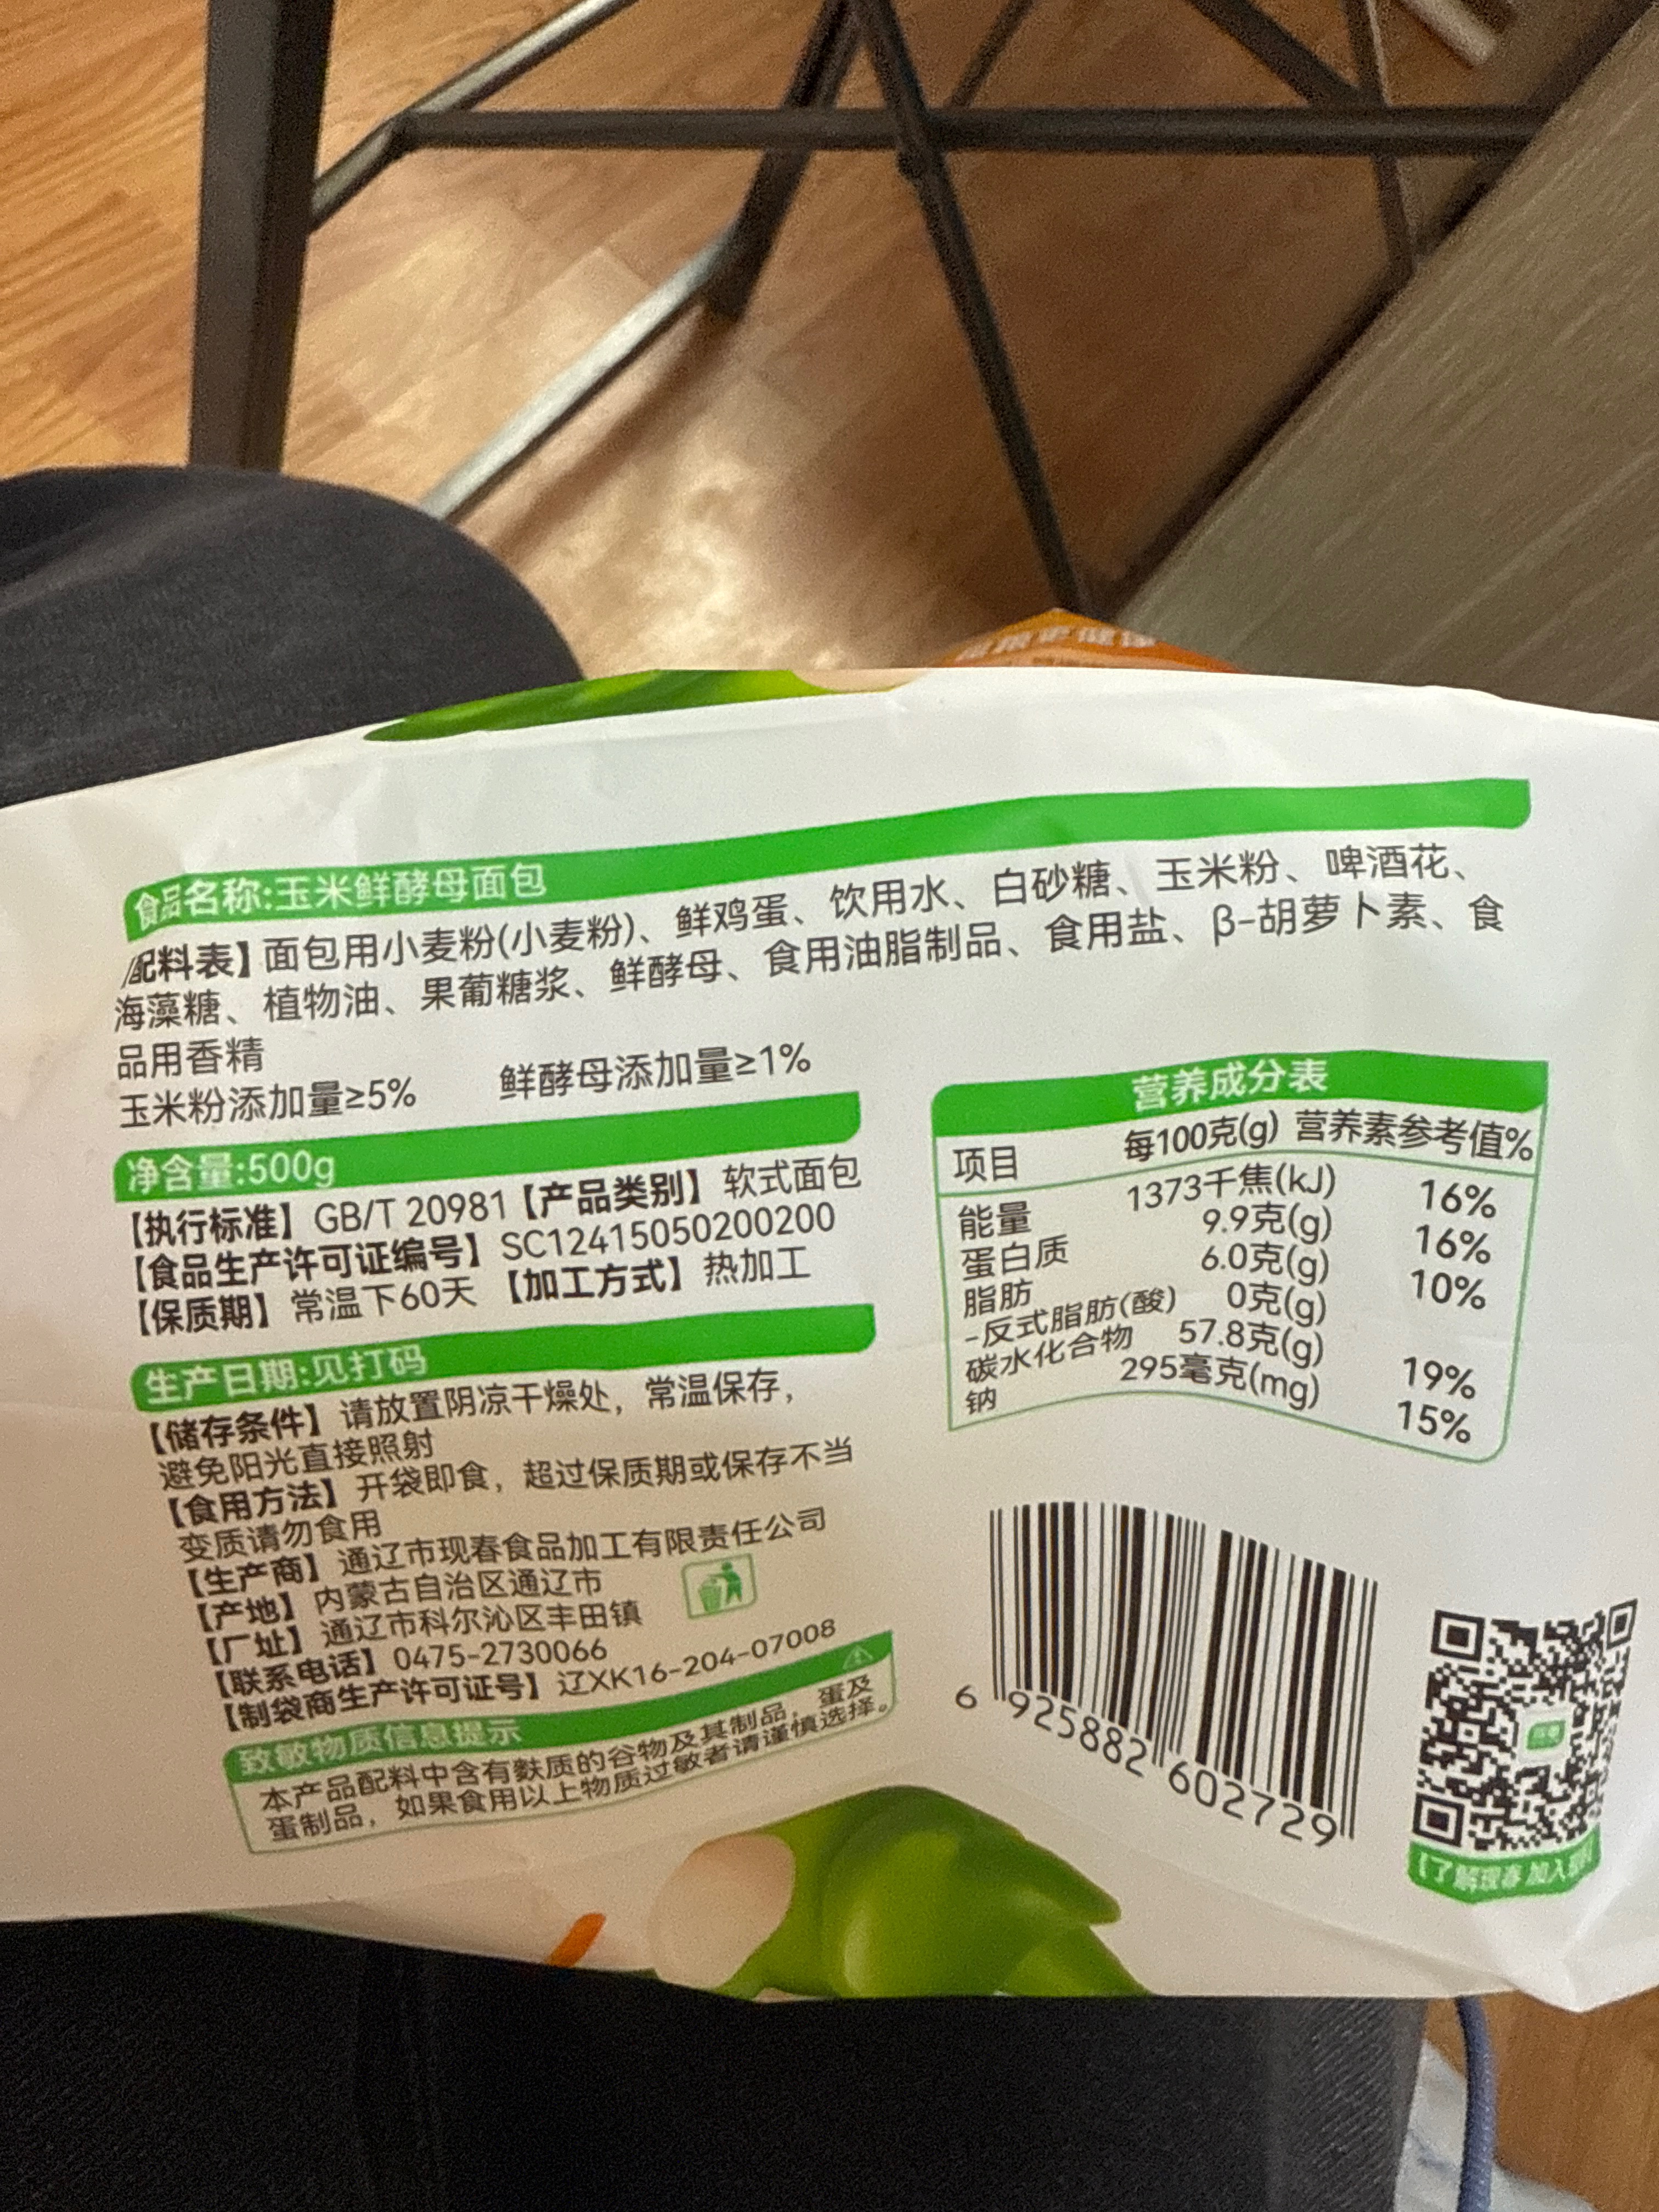 食品名称:玉米鲜酵母面包
配料表】面包用小麦粉(小麦粉)、鲜鸡蛋、饮用水、白砂糖、玉米粉、啤酒花、
海藻糖、植物油、果葡糖浆、鲜酵母、食用油脂制品、食用盐、β-胡萝卜素、食
品用香精
玉米粉添加量≥5% 鲜酵母添加量≥1%
净含量:500g
【执行标准】GB/T 20981【产品类别】软式面包
【食品生产许可证编号】SC12415050200200
【保质期】常温下60天 【加工方式】热加工
生产日期:见打码
【储存条件】请放置阴凉干燥处，常温保存，
避免阳光直接照射
【食用方法】开袋即食，超过保质期或保存不当
变质请勿食用
【生产商】通辽市现春食品加工有限责任公司
【产地】内蒙古自治区通辽市
【厂址】通辽市科尔沁区丰田镇
【联系电话】0475-2730066
【制袋商生产许可证号】辽XK16-204-07008
致敏物质信息提示
本产品配料中含有麸质的谷物及其制品，蛋及
蛋制品，如果食用以上物质过敏者请谨慎选择。
营养成分表
项目 每100克(g) 营养素参考值%
能量 1373千焦(kJ) 16%
蛋白质 9.9克(g) 16%
脂肪 6.0克(g) 10%
-反式脂肪(酸) 0克(g)
碳水化合物 57.8克(g) 19%
钠 295毫克(mg) 15%
6 925882 602729
【了解现春 加入